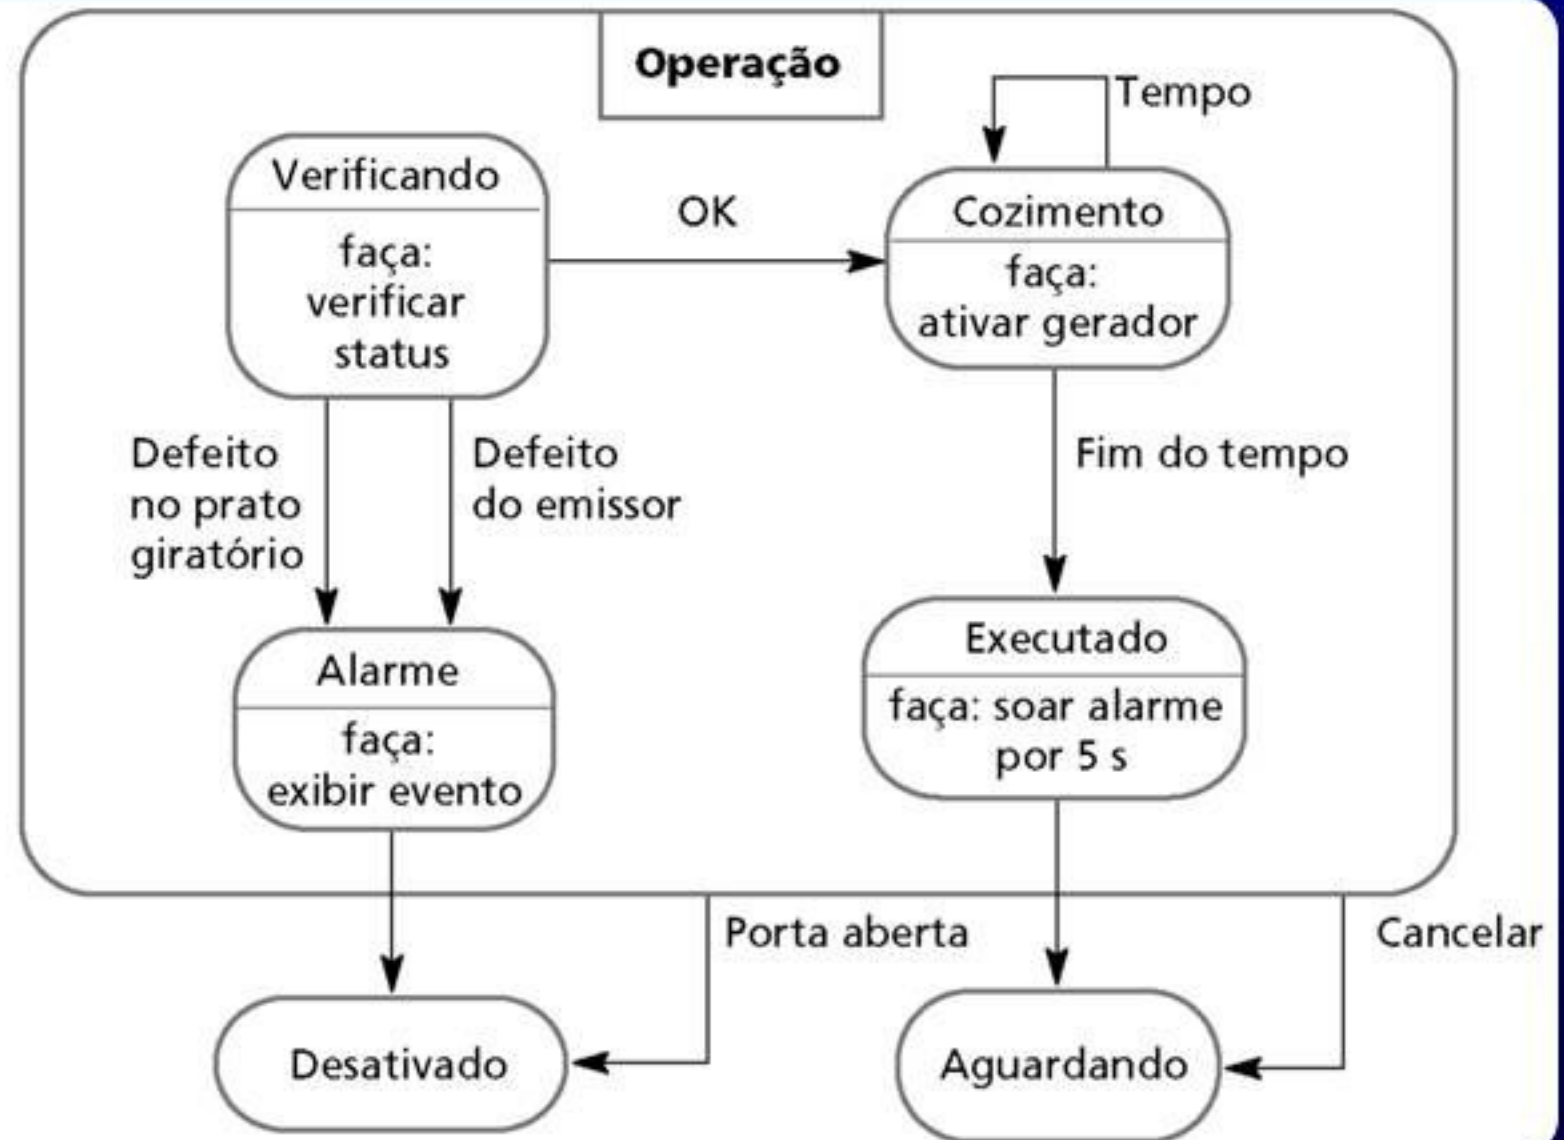 Operação
Tempo
Verificando
faça:
verificar
status
OK
Cozimento
faça:
ativar gerador
Defeito
no prato
giratório
Defeito
do emissor
Fim do tempo
Alarme
faça:
exibir evento
Executado
faça: soar alarme
por 5 s
Porta aberta
Cancelar
Desativado
Aguardando